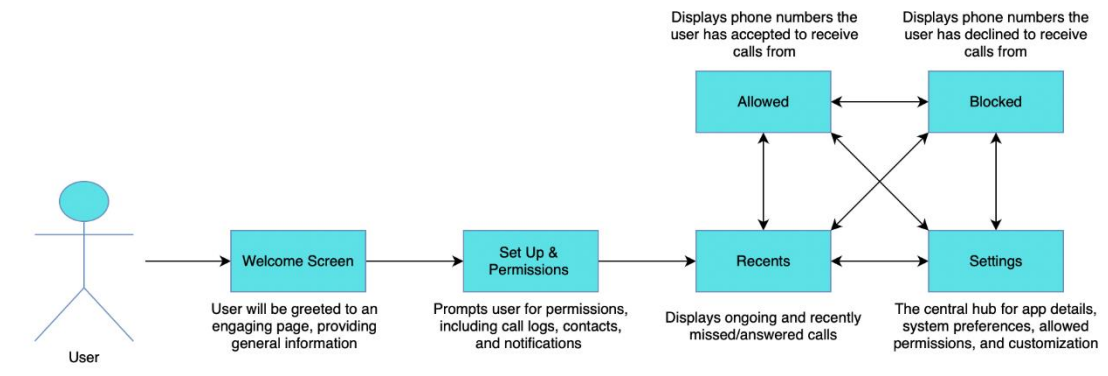 Displays phone numbers the
user has accepted to receive
calls from
Displays phone numbers the
user has declined to receive
calls from
Allowed
Blocked
Welcome Screen
Set Up &
Permissions
Recents
Settings
User will be greeted to an
engaging page, providing
general information
Prompts user for permissions,
including call logs, contacts,
and notifications
Displays ongoing and recently
missed/answered calls
The central hub for app details,
system preferences, allowed
permissions, and customization
User